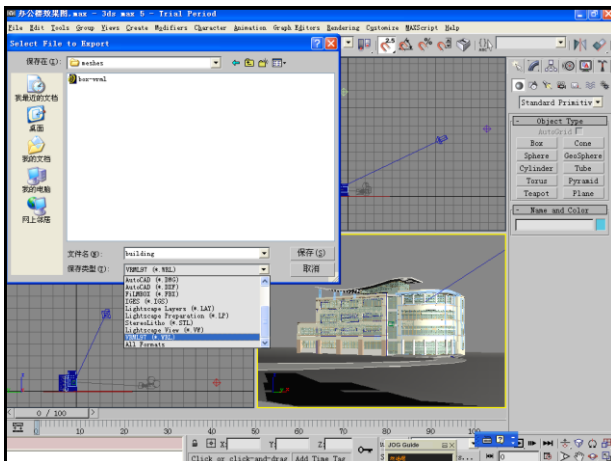 办公楼效果图.max - 3ds max 5 - Trial Period
File Edit Tools Group Views Create Modifiers Character Animation Graph Editors Rendering Customize MAXScript Help
Select File to Export
保存在(I):
meshes
box-vrml
我最近的文档
桌面
我的文档
我的电脑
网上邻居
文件名(N):
building
保存(S)
保存类型(T):
VRML97 (*.WRL)
取消
AutoCAD (*.DWG)
AutoCAD (*.DXF)
FiLMBOX (*.FBX)
IGES (*.IGS)
Lightscape Layers (*.LAY)
Lightscape Preparation (*.LP)
StereoLitho (*.STL)
Lightscape View (*.VW)
VRML97 (*.WRL)
All Formats
2.5
Standard Primitiv
Object Type
AutoGrid
Box Cone
Sphere GeoSphere
Cylinder Tube
Torus Pyramid
Teapot Plane
Name and Color
0 / 100
0 10 20 30 40 50 60 70 80 90
X: Y: Z:
Click or click-and-drag Add Time Tag
JOG Guide